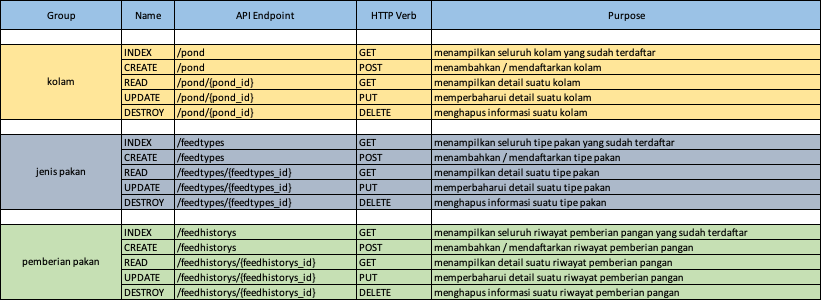 Group Name API Endpoint HTTP Verb Purpose
kolam
INDEX /pond GET menampilkan seluruh kolam yang sudah terdaftar
CREATE /pond POST menambahkan / mendaftarkan kolam
READ /pond/{pond_id} GET menampilkan detail suatu kolam
UPDATE /pond/{pond_id} PUT memperbaharui detail suatu kolam
DESTROY /pond/{pond_id} DELETE menghapus informasi suatu kolam
jenis pakan
INDEX /feedtypes GET menampilkan seluruh tipe pakan yang sudah terdaftar
CREATE /feedtypes POST menambahkan / mendaftarkan tipe pakan
READ /feedtypes/{feedtypes_id} GET menampilkan detail suatu tipe pakan
UPDATE /feedtypes/{feedtypes_id} PUT memperbaharui detail suatu tipe pakan
DESTROY /feedtypes/{feedtypes_id} DELETE menghapus informasi suatu tipe pakan
pemberian pakan
INDEX /feedhistorys GET menampilkan seluruh riwayat pemberian pangan yang sudah terdaftar
CREATE /feedhistorys POST menambahkan / mendaftarkan riwayat pemberian pangan
READ /feedhistorys/{feedhistorys_id} GET menampilkan detail suatu riwayat pemberian pangan
UPDATE /feedhistorys/{feedhistorys_id} PUT memperbaharui detail suatu riwayat pemberian pangan
DESTROY /feedhistorys/{feedhistorys_id} DELETE menghapus informasi suatu riwayat pemberian pangan